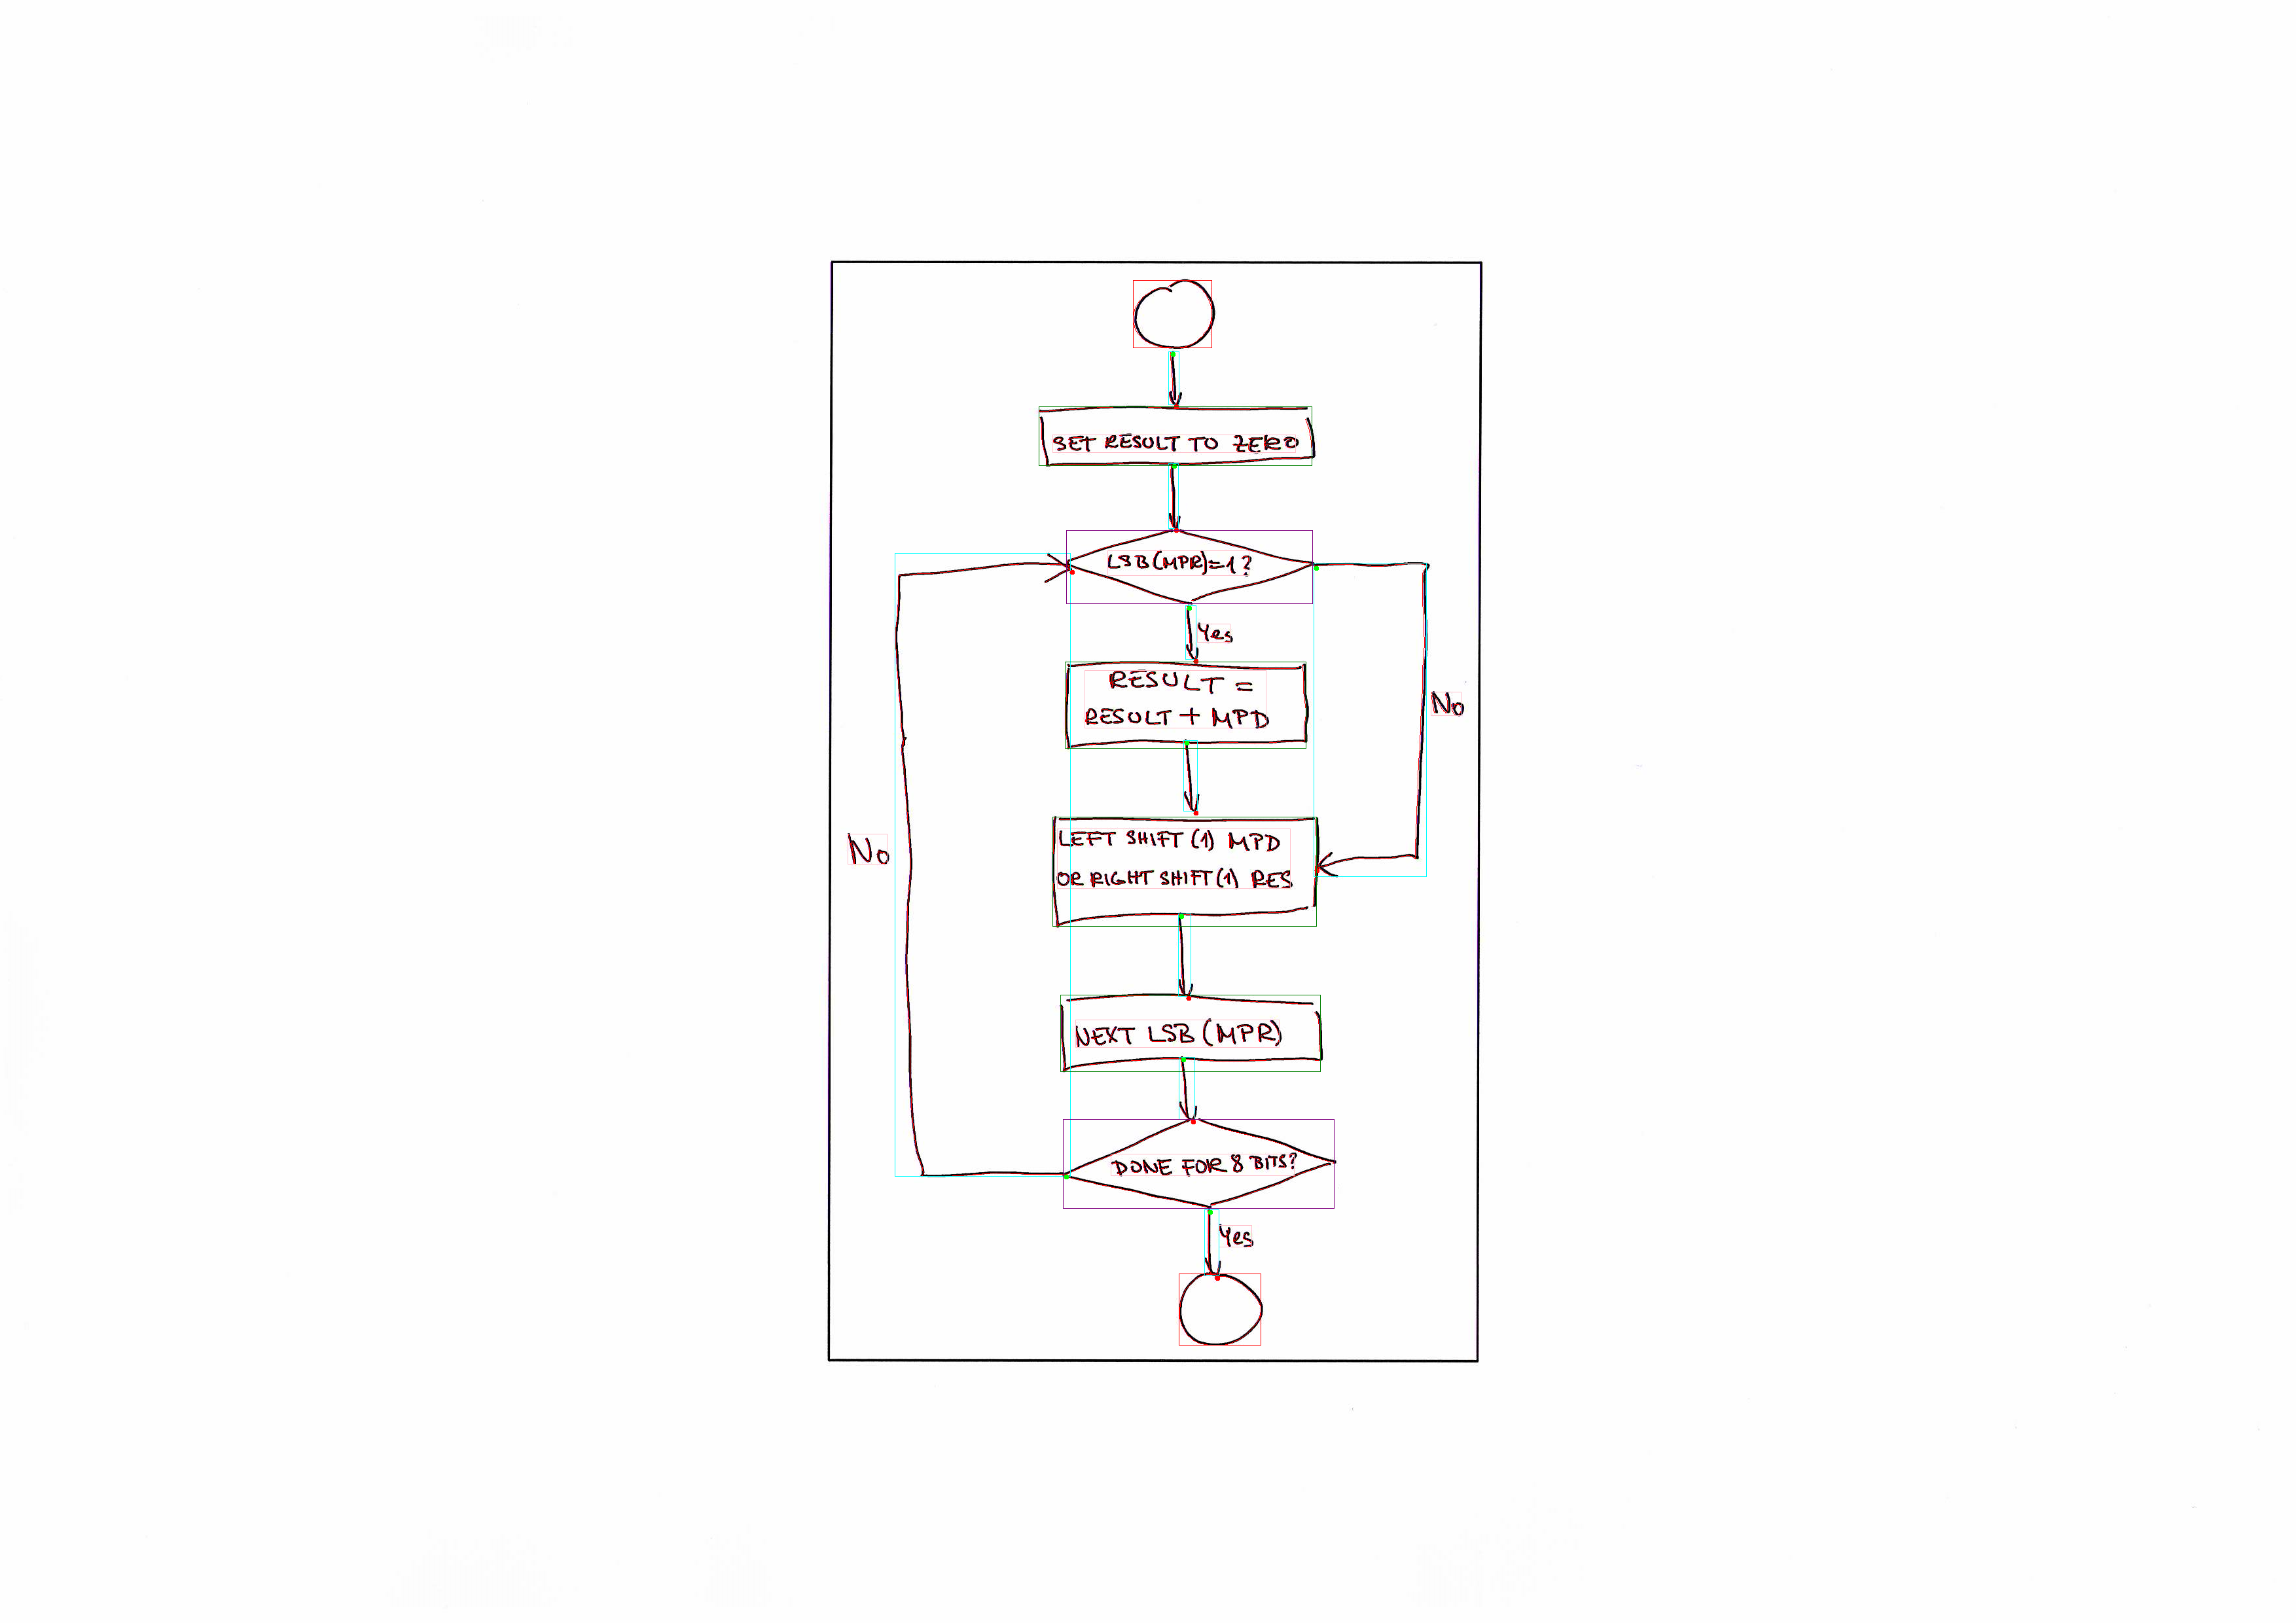 SET RESULT TO ZERO
LSB(MPR)=1?
Yes
RESULT =
RESULT + MPD
No
LEFT SHIFT (1) MPD
OR RIGHT SHIFT (1) RES
No
NEXT LSB (MPR)
DONE FOR 8 BITS?
Yes